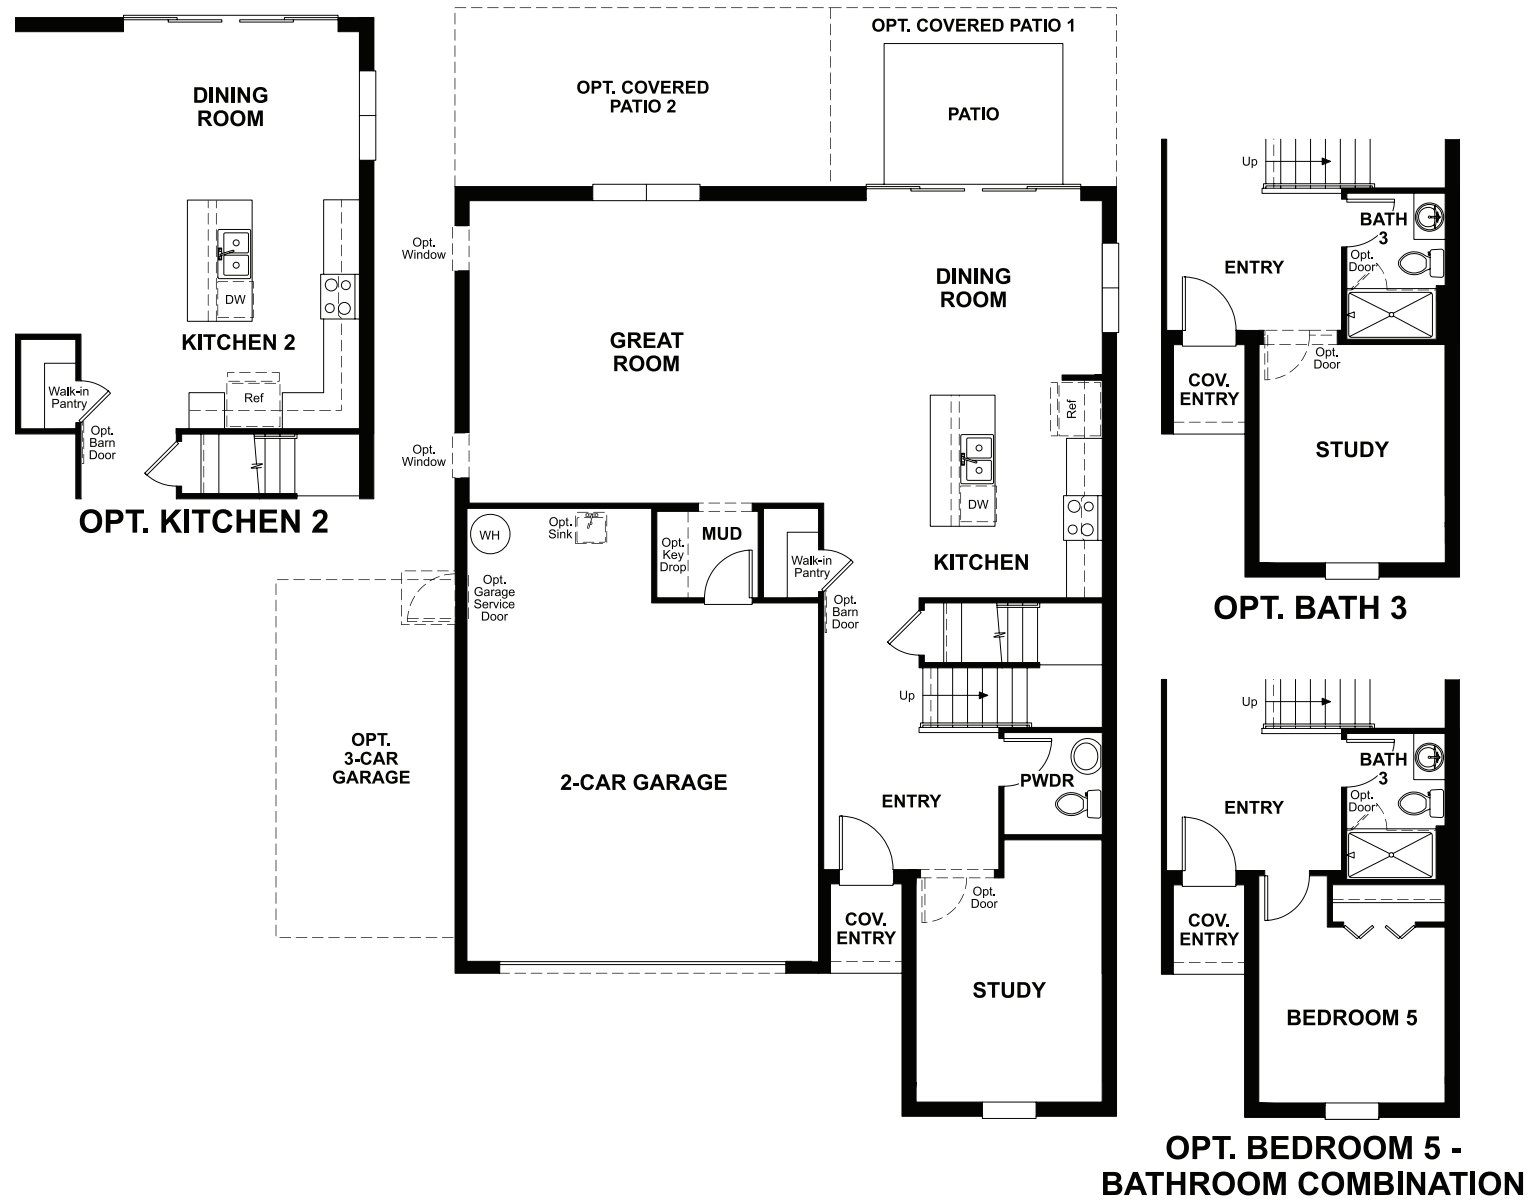 DINING
ROOM
DW
KITCHEN 2
Walk-in
Pantry
Ref
Opt.
Barn
Door
OPT. KITCHEN 2
OPT. COVERED
PATIO 2
OPT. COVERED PATIO 1
PATIO
Opt.
Window
GREAT
ROOM
DINING
ROOM
Opt.
Window
Ref
DW
KITCHEN
WH
Opt.
Sink
Opt.
Key
Drop
MUD
Walk-in
Pantry
Opt.
Garage
Service
Door
Opt.
Barn
Door
Up
OPT.
3-CAR
GARAGE
2-CAR GARAGE
ENTRY
PWDR
Opt.
Door
COV.
ENTRY
STUDY
Up
BATH
3
Opt.
Door
ENTRY
Opt.
Door
COV.
ENTRY
STUDY
OPT. BATH 3
Up
BATH
3
Opt.
Door
ENTRY
COV.
ENTRY
BEDROOM 5
OPT. BEDROOM 5 -
BATHROOM COMBINATION